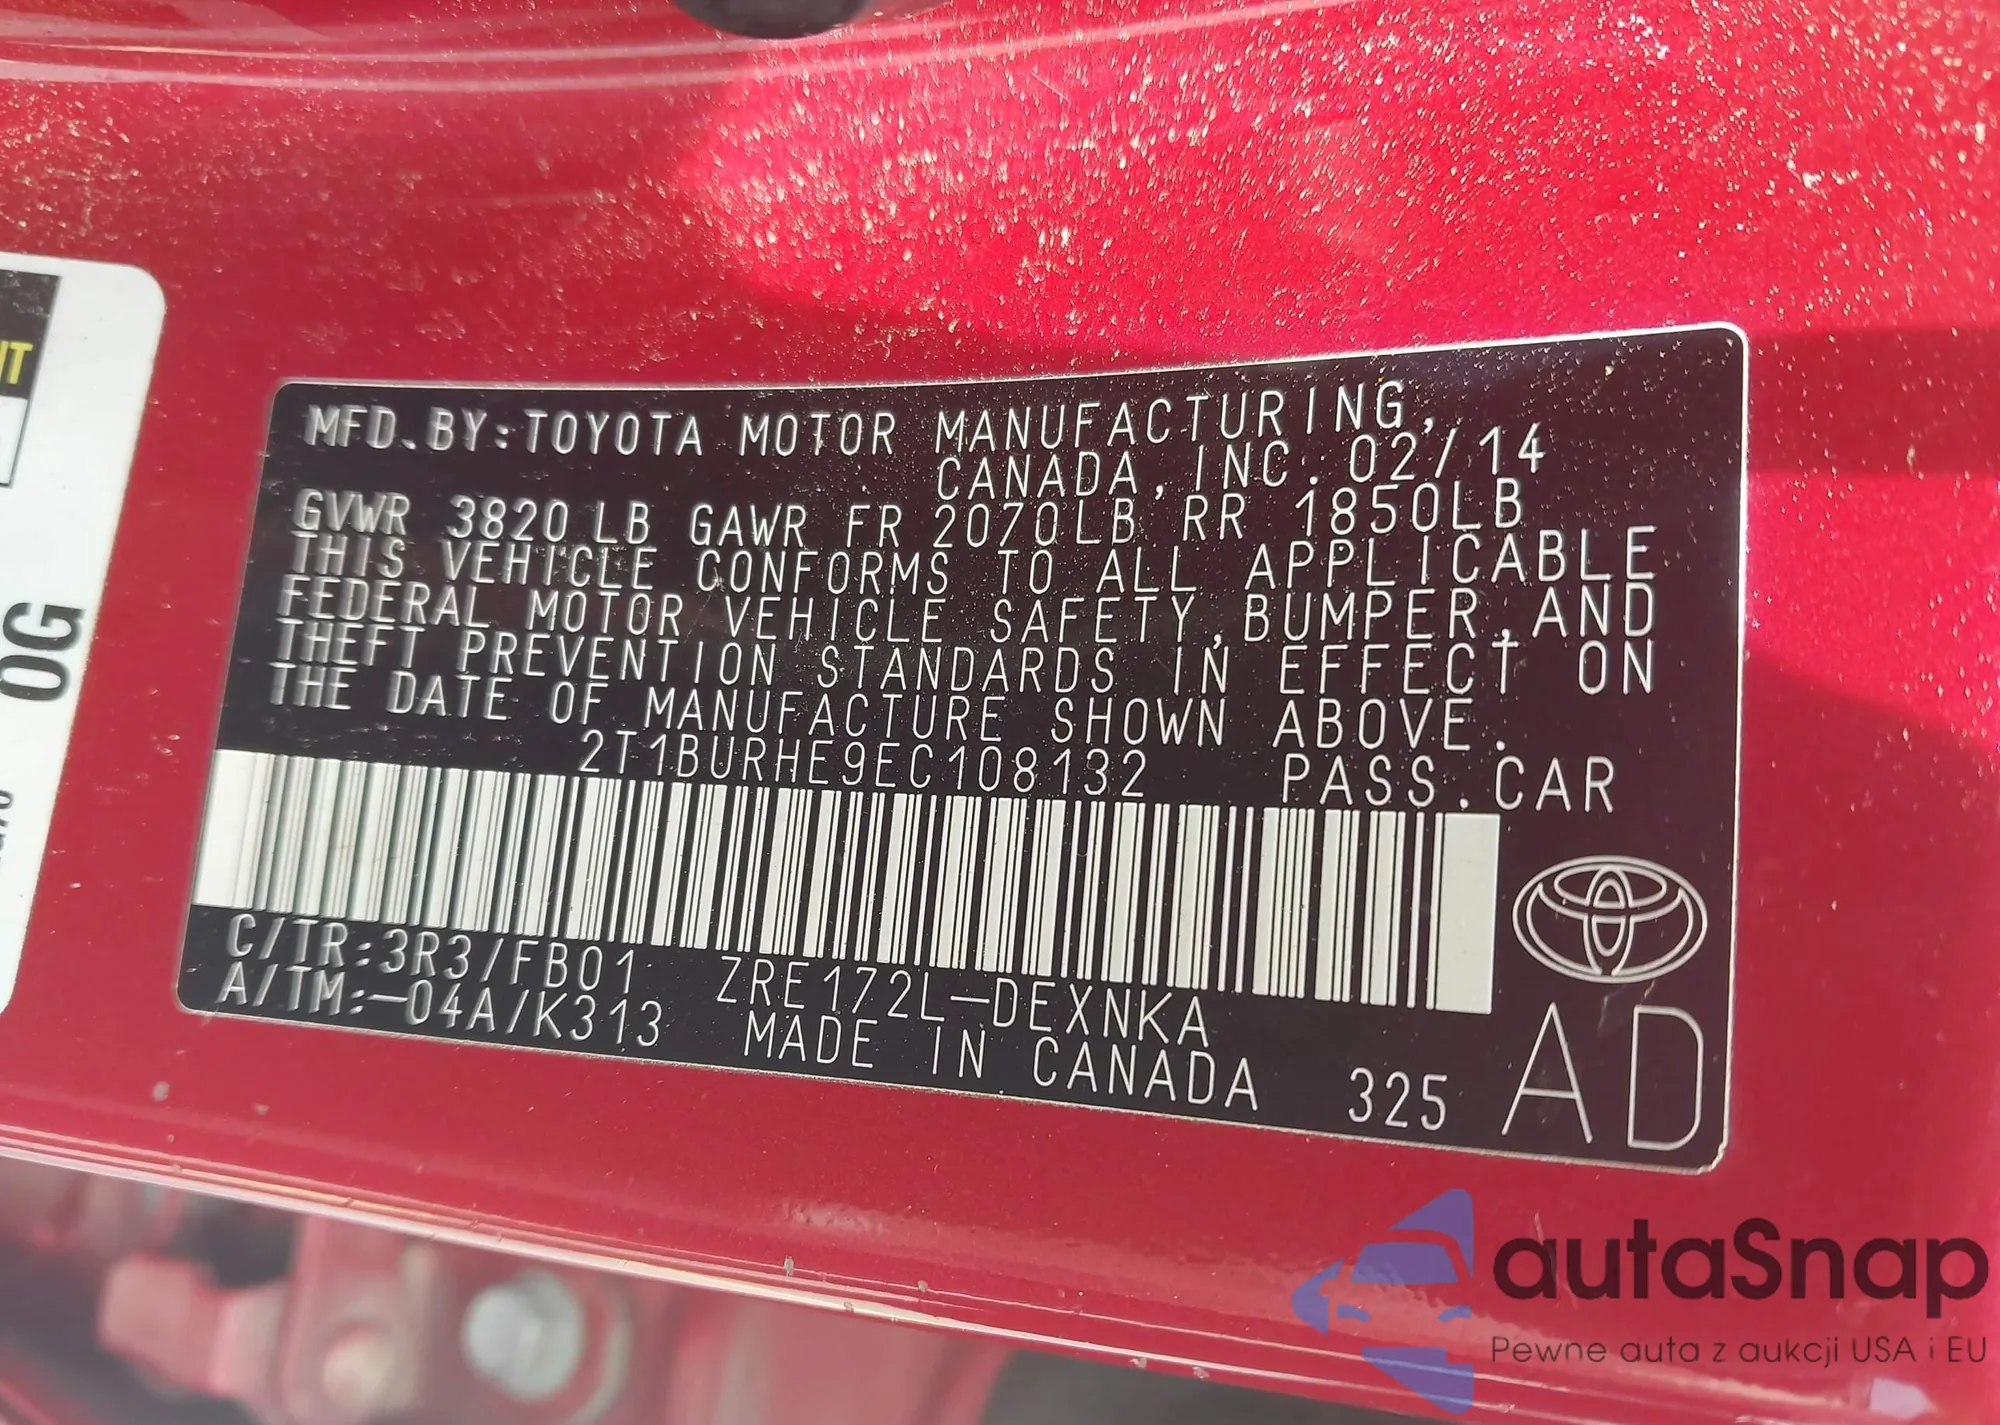 MFD.BY:TOYOTA MOTOR MANUFACTURING,
CANADA, INC. 02/14
GVWR 3820 LB GAWR FR 2070LB RR 1850LB
THIS VEHICLE CONFORMS TO ALL APPLICABLE
FEDERAL MOTOR VEHICLE SAFETY,BUMPER,AND
THEFT PREVENTION STANDARDS IN EFFECT ON
THE DATE OF MANUFACTURE SHOWN ABOVE.
2T1BURHE9EC108132 PASS.CAR
C/TR:3R3/FB01 ZRE172L-DEXNKA
A/TM:-04A/K313 MADE IN CANADA 325 AD
OG
autaSnap
Pewne auta z aukcji USA i EU